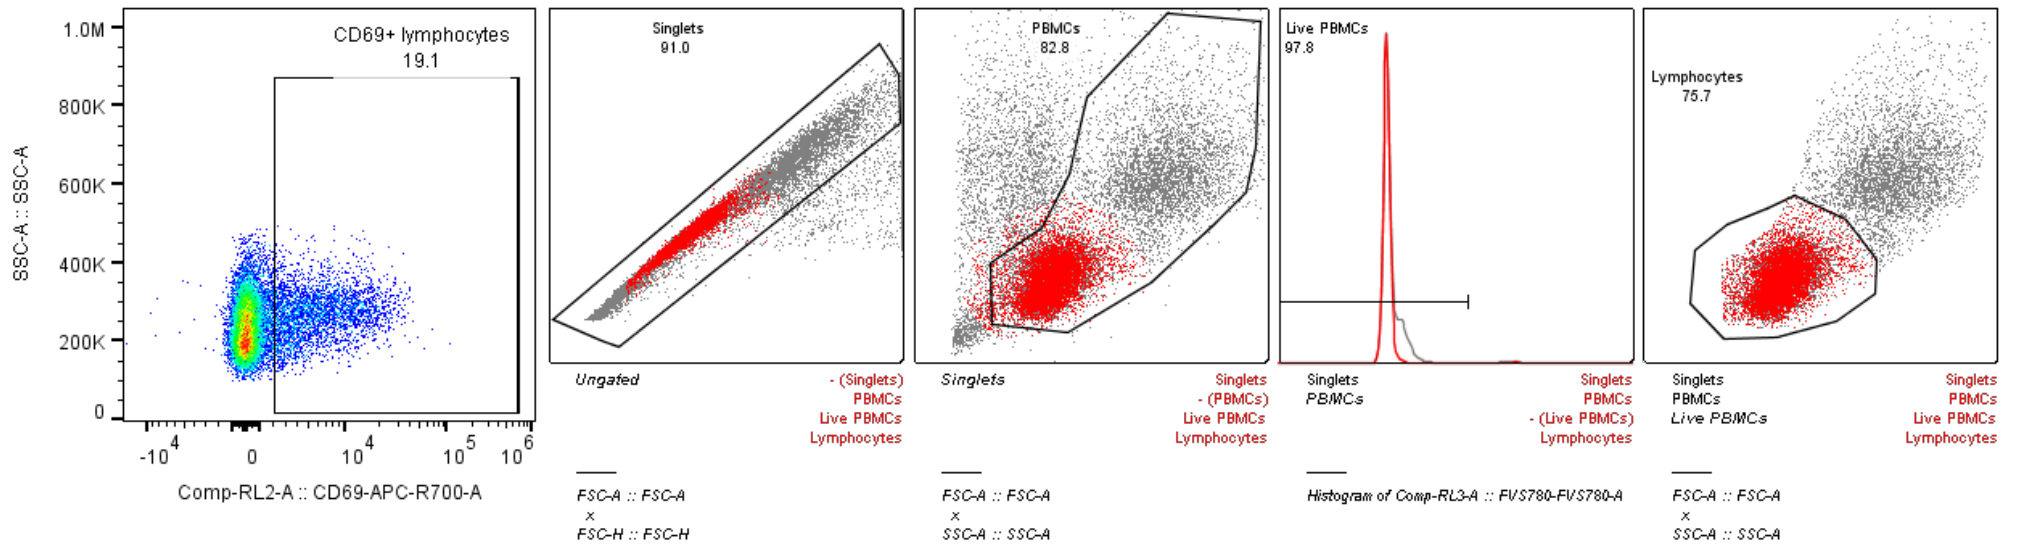 CD69+ lymphocytes
19.1
1.0M
800K
600K
400K
200K
0
SSC-A :: SSC-A
-10^4 0 10^4 10^5 10^6
Comp-RL2-A :: CD69-APC-R700-A
Singlets
91.0
Ungated
- (Singlets)
PBMCs
Live PBMCs
Lymphocytes
FSC-A :: FSC-A
x
FSC-H :: FSC-H
PBMCs
82.8
Singlets
Singlets
- (PBMCs)
Live PBMCs
Lymphocytes
FSC-A :: FSC-A
x
SSC-A :: SSC-A
Live PBMCs
97.8
Singlets
PBMCs
Singlets
PBMCs
- (Live PBMCs)
Lymphocytes
Histogram of Comp-RL3-A :: FVS780-FVS780-A
Lymphocytes
75.7
Singlets
PBMCs
Live PBMCs
Singlets
PBMCs
Live PBMCs
Lymphocytes
FSC-A :: FSC-A
x
SSC-A :: SSC-A